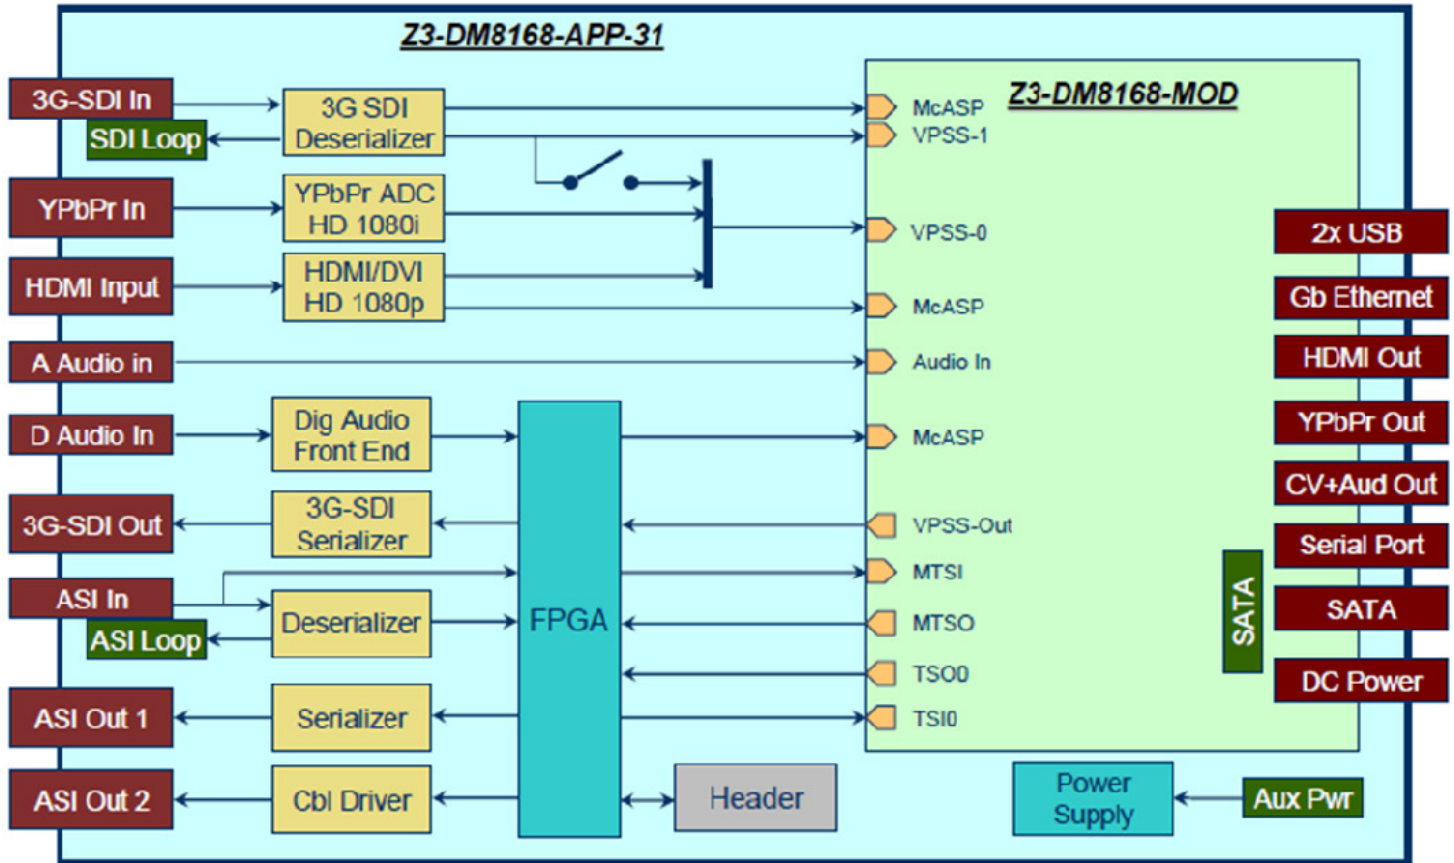 Z3-DM8168-APP-31
Z3-DM8168-MOD
3G-SDI In
SDI Loop
3G SDI
Deserializer
McASP
VPSS-1
YPbPr In
YPbPr ADC
HD 1080i
VPSS-0
HDMI Input
HDMI/DVI
HD 1080p
McASP
A Audio in
Audio In
D Audio In
Dig Audio
Front End
McASP
3G-SDI Out
3G-SDI
Serializer
VPSS-Out
ASI In
ASI Loop
Deserializer
FPGA
MTSI
MTSO
TSO0
TSI0
ASI Out 1
Serializer
ASI Out 2
Cbl Driver
Header
2x USB
Gb Ethernet
HDMI Out
YPbPr Out
CV+Aud Out
Serial Port
SATA
SATA
DC Power
Power
Supply
Aux Pwr